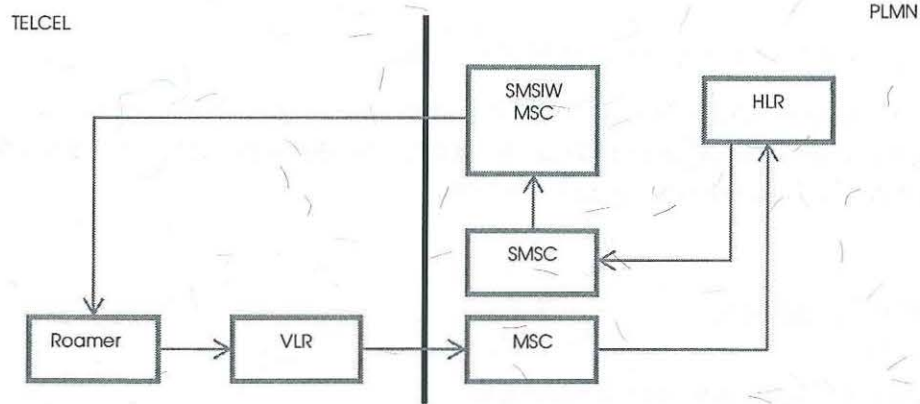 TELCEL
PLMN
SMSIW
MSC
HLR
SMSC
Roamer
VLR
MSC